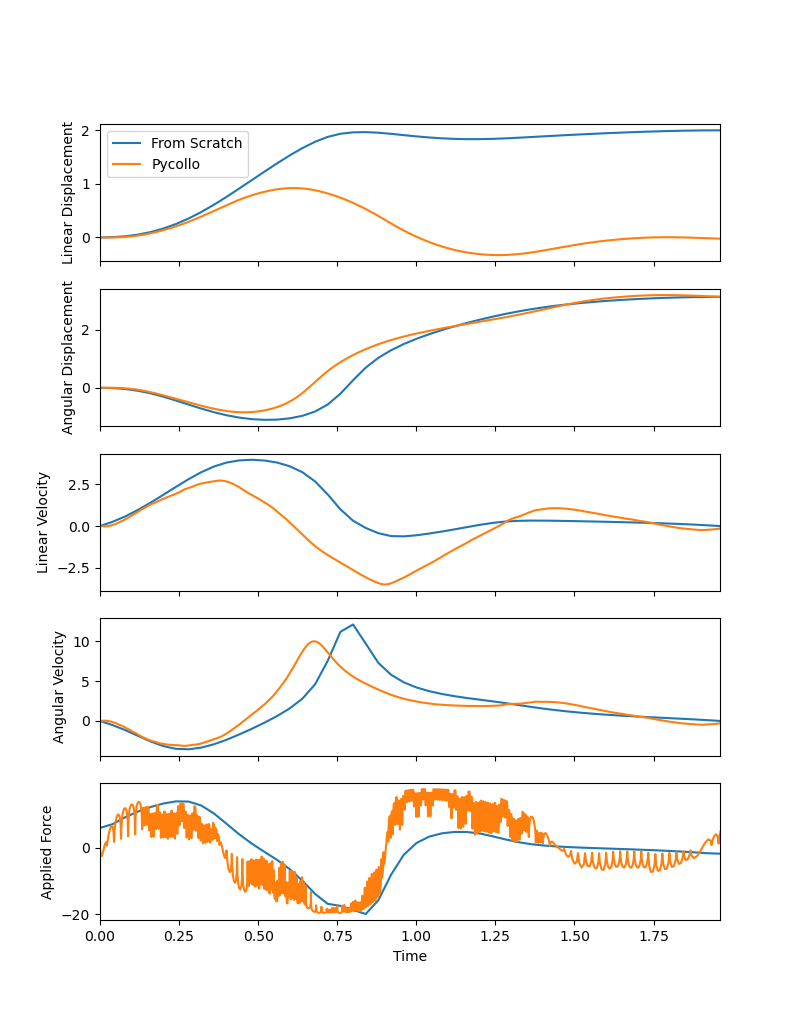 2
1
0
Linear Displacement
From Scratch
Pycollo
2
0
Angular Displacement
2.5
0.0
−2.5
Linear Velocity
10
5
0
Angular Velocity
0
−20
Applied Force
0.00 0.25 0.50 0.75 1.00 1.25 1.50 1.75
Time